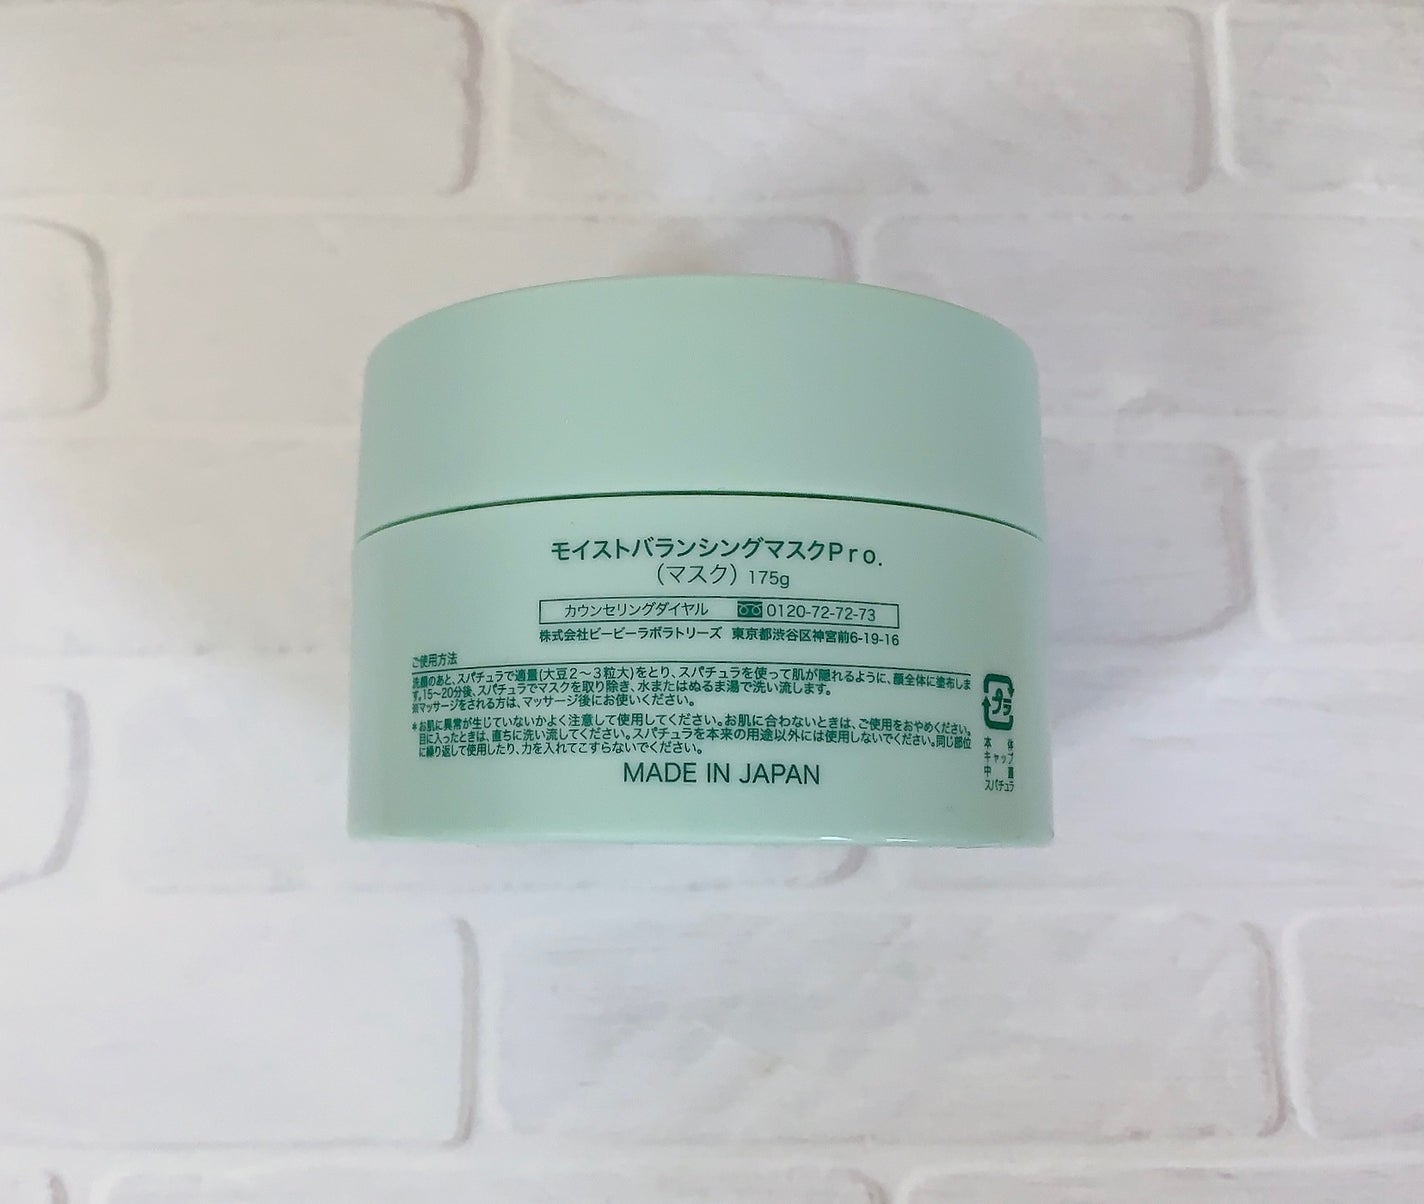 モイストバランシングマスクPro.
(マスク) 175g
カウンセリングダイヤル 0120-72-72-73
株式会社ビービーラボラトリーズ 東京都渋谷区神宮前6-19-16
ご使用方法
洗顔のあと、スパチュラで適量(大豆2〜3粒大)をとり、スパチュラを使って肌が隠れるように、顔全体に塗布しま
す。15〜20分後、スパチュラでマスクを取り除き、水またはぬるま湯で洗い流します。
※マッサージをされる方は、マッサージ後にお使いください。
*お肌に異常が生じていないかよく注意して使用してください。お肌に合わないときは、ご使用をおやめください。
目に入ったときは、直ちに洗い流してください。スパチュラを本来の用途以外には使用しないでください。同じ部位
に繰り返して使用したり、力を入れてこすらないでください。
MADE IN JAPAN
プラ
本体
キャップ
中蓋
スパチュラ